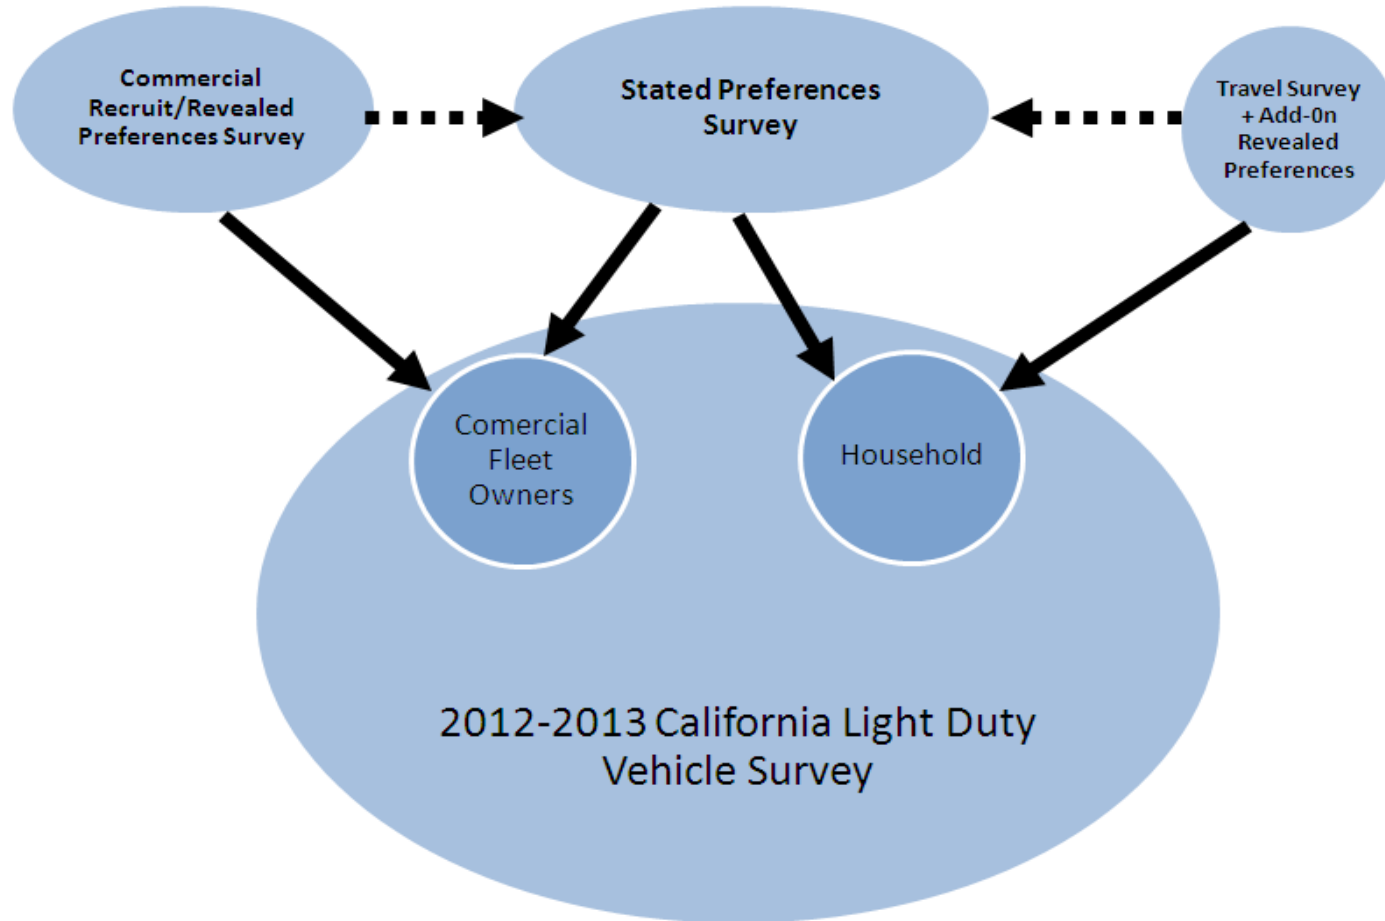 Commercial
Recruit/Revealed
Preferences Survey
Stated Preferences
Survey
Travel Survey
+ Add-0n
Revealed
Preferences
Comercial
Fleet
Owners
Household
2012-2013 California Light Duty
Vehicle Survey